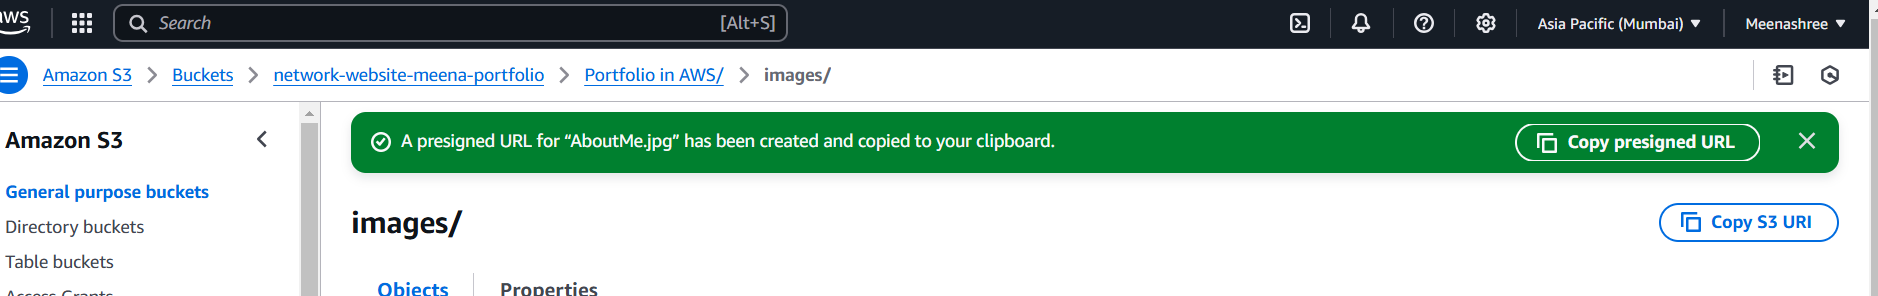 aws
Search [Alt+S] Asia Pacific (Mumbai) Meenashree
Amazon S3 Buckets network-website-meena-portfolio Portfolio in AWS/ images/
Amazon S3
General purpose buckets
Directory buckets
Table buckets
Access Grants
A presigned URL for “AboutMe.jpg” has been created and copied to your clipboard. Copy presigned URL
images/ Copy S3 URI
Objects Properties